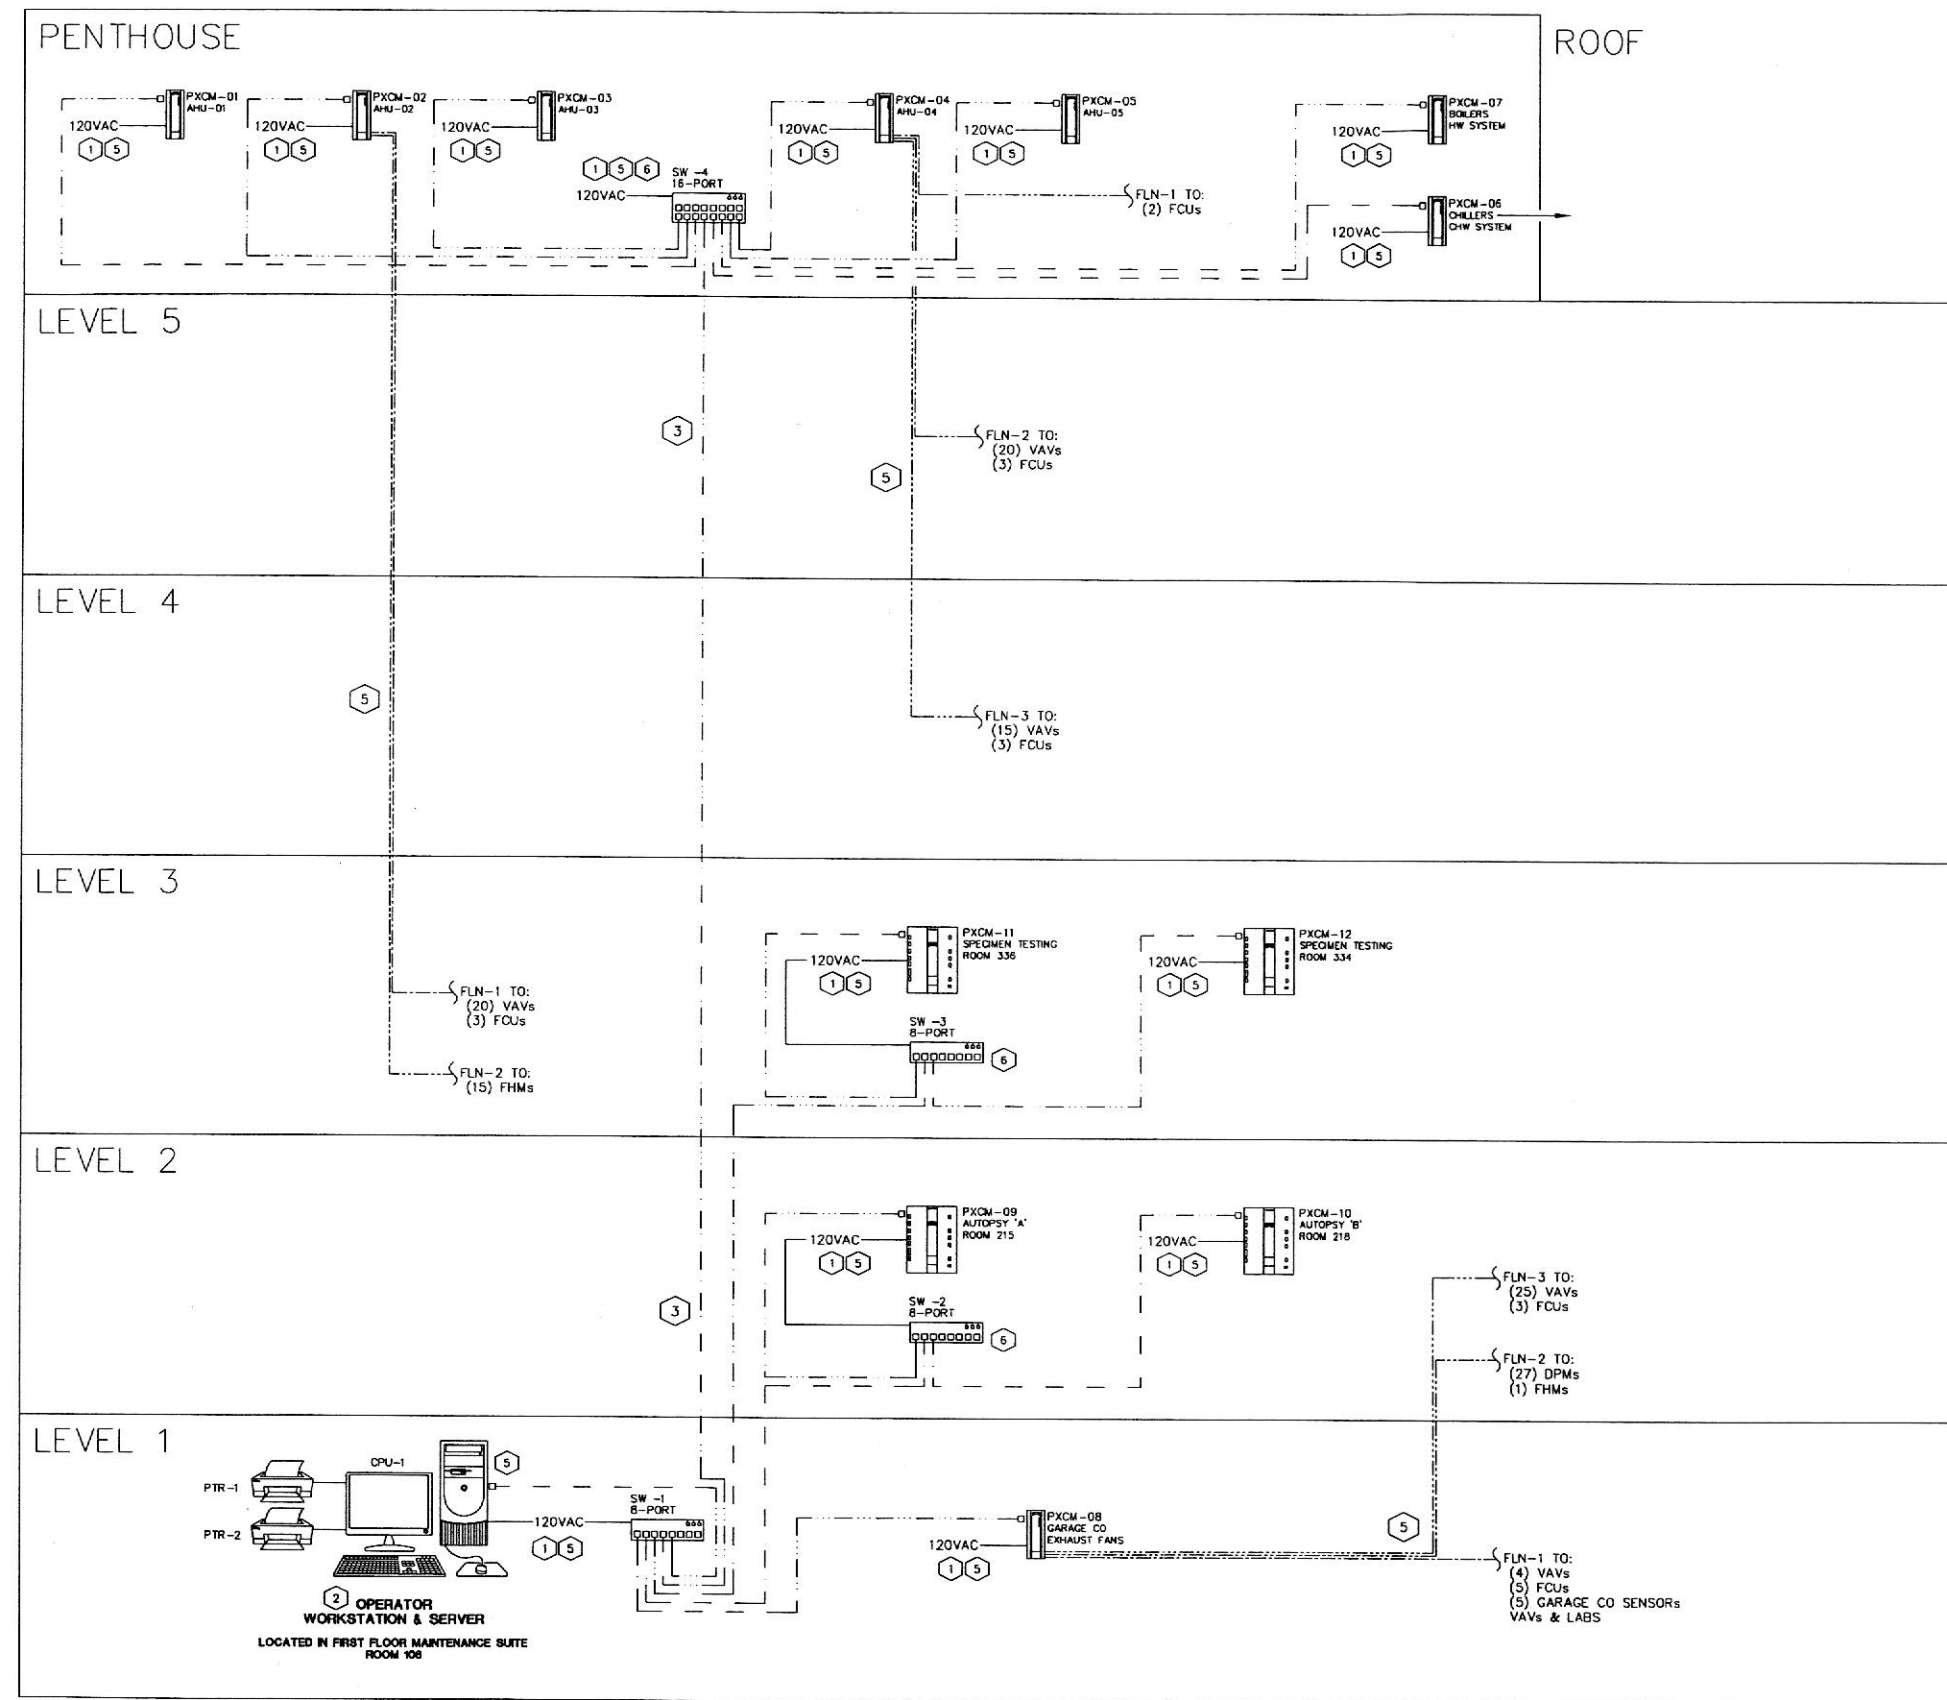 PENTHOUSE
ROOF
PXCM-01
AHU-01
120VAC
1 5
PXCM-02
AHU-02
120VAC
1 5
PXCM-03
AHU-03
120VAC
1 5
1 5 6
SW -4
16-PORT
120VAC
PXCM-04
AHU-04
120VAC
1 5
PXCM-05
AHU-05
120VAC
1 5
FLN-1 TO:
(2) FCUs
PXCM-07
BOILERS
HW SYSTEM
120VAC
1 5
PXCM-06
CHILLERS
CHW SYSTEM
120VAC
1 5
LEVEL 5
3
FLN-2 TO:
(20) VAVs
(3) FCUs
5
LEVEL 4
5
FLN-3 TO:
(15) VAVs
(3) FCUs
LEVEL 3
FLN-1 TO:
(20) VAVs
(3) FCUs
FLN-2 TO:
(15) FHMs
PXCM-11
SPECIMEN TESTING
ROOM 336
120VAC
1 5
SW -3
8-PORT
6
PXCM-12
SPECIMEN TESTING
ROOM 334
120VAC
1 5
LEVEL 2
3
PXCM-09
AUTOPSY 'A'
ROOM 215
120VAC
1 5
SW -2
8-PORT
6
PXCM-10
AUTOPSY 'B'
ROOM 218
120VAC
1 5
FLN-3 TO:
(25) VAVs
(3) FCUs
FLN-2 TO:
(27) DPMs
(1) FHMs
LEVEL 1
PTR-1
PTR-2
CPU-1
5
120VAC
1 5
SW -1
8-PORT
2 OPERATOR
WORKSTATION & SERVER
LOCATED IN FIRST FLOOR MAINTENANCE SUITE
ROOM 106
PXCM-08
GARAGE CO
EXHAUST FANS
120VAC
1 5
5
FLN-1 TO:
(4) VAVs
(5) FCUs
(5) GARAGE CO SENSORs
VAVs & LABS